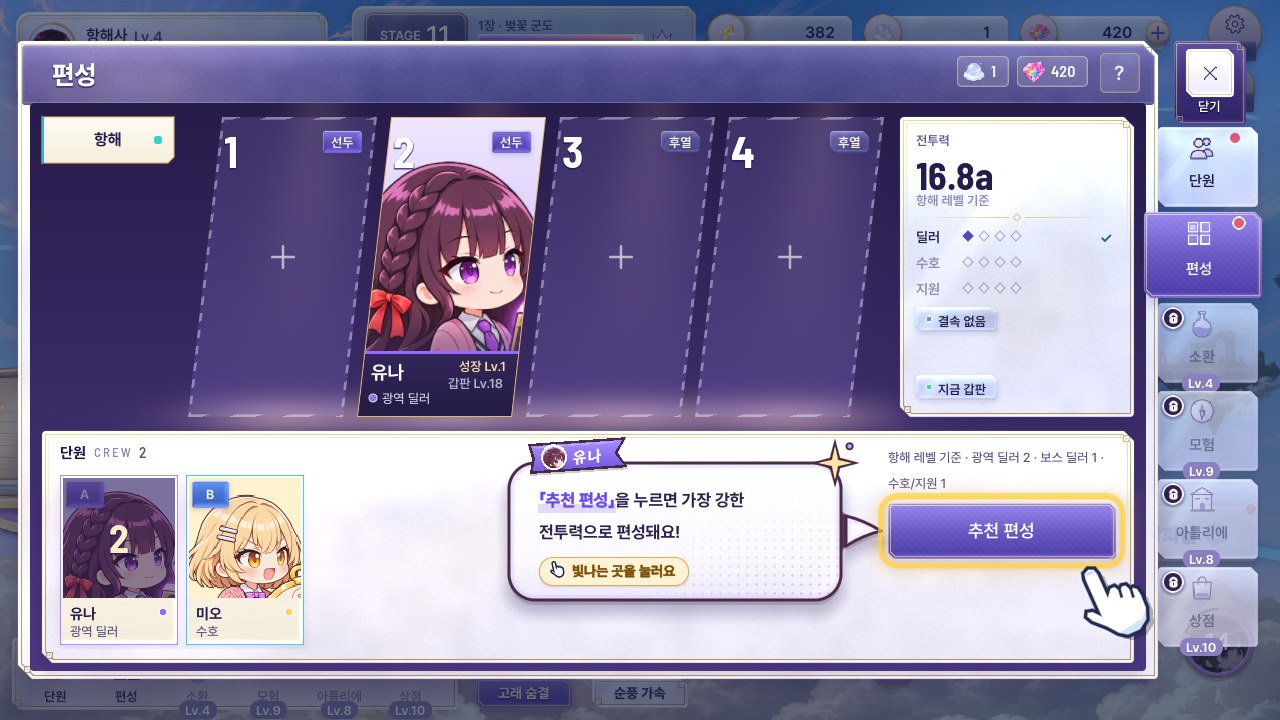 항해사 Lv.4
STAGE 11
1장 · 벚꽃 군도
382
1
420
편성
1
420
?
닫기
항해
1
선두
2
선두
3
후열
4
후열
유나
성장 Lv.1
갑판 Lv.18
광역 딜러
전투력
16.8a
항해 레벨 기준
딜러
수호
지원
결속 없음
지금 갑판
단원
편성
소환
Lv.4
모험
Lv.9
아틀리에
Lv.8
상점
Lv.10
단원 CREW 2
A
2
유나
광역 딜러
B
미오
수호
유나
「추천 편성」을 누르면 가장 강한
전투력으로 편성돼요!
빛나는 곳을 눌러요
항해 레벨 기준 · 광역 딜러 2 · 보스 딜러 1 ·
수호/지원 1
추천 편성
단원
편성
소환
Lv.4
모험
Lv.9
아틀리에
Lv.8
상점
Lv.10
고래 숨결
순풍 가속